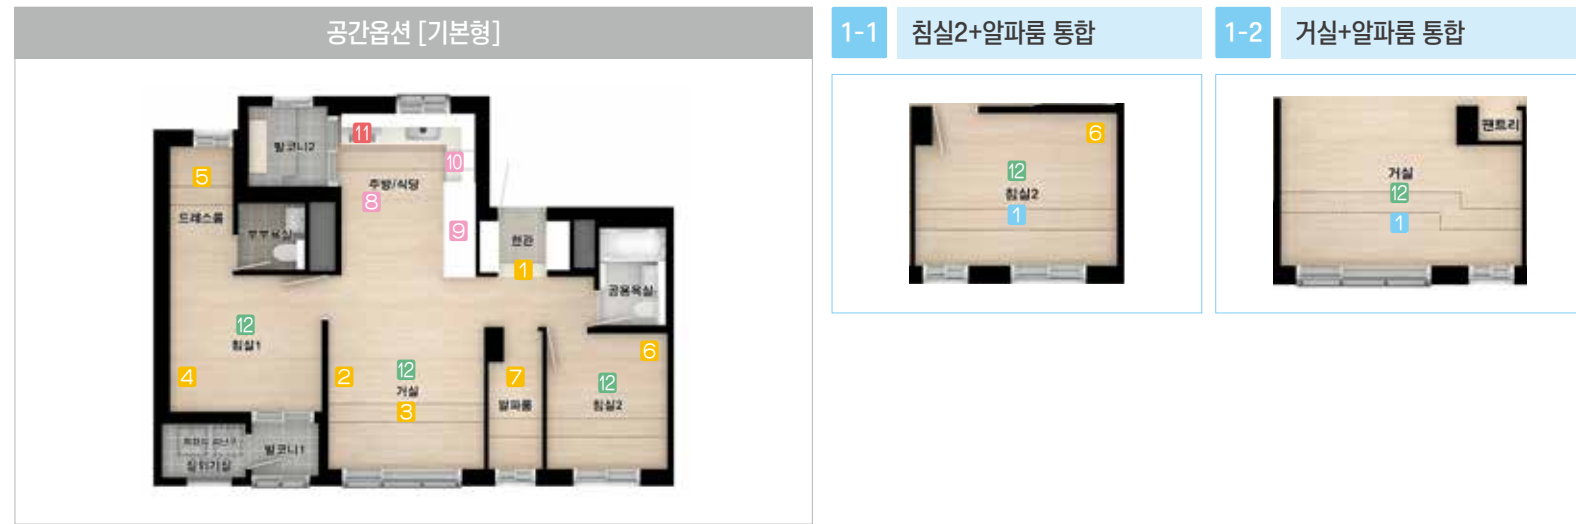 공간옵션 [기본형]
발코니2
11
10
5
주방/식당
8
드레스룸
부부욕실
9
현관
1
공용욕실
12
침실1
4
2
12
거실
3
7
알파룸
6
12
침실2
발코니1
실외기실
1-1 침실2+알파룸 통합
6
12
침실2
1
1-2 거실+알파룸 통합
팬트리
거실
12
1